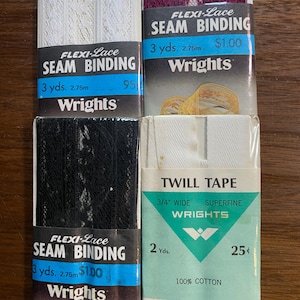 FLEXI-Lace
SEAM BINDING
3 yds. 2.75m 95
Wrights
FLEXI-Lace
SEAM BINDING
3 yds. 2.75m $1.00
Wrights
FLEXI-Lace
SEAM BINDING
3 yds. 2.75m $1.00
Wrights
TWILL TAPE
3/4" WIDE SUPERFINE
WRIGHTS
2 Yds. 25¢
100% COTTON